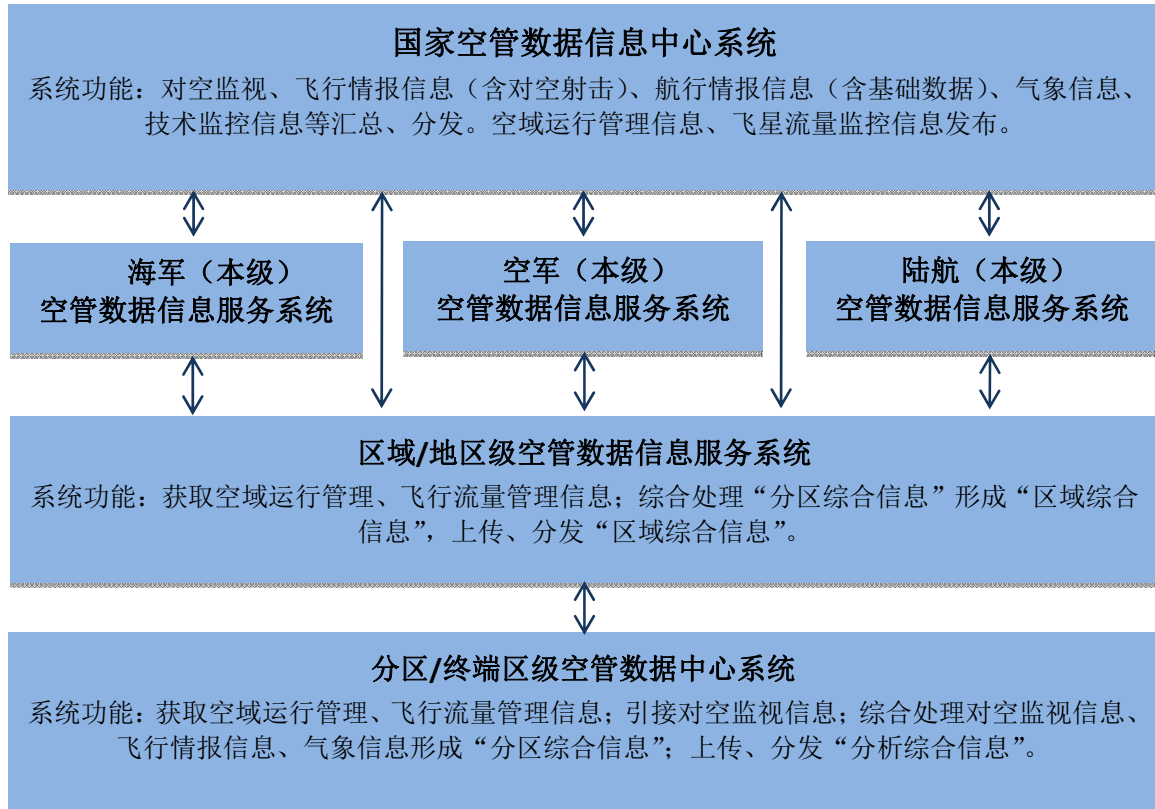 国家空管数据信息中心系统
系统功能：对空监视、飞行情报信息（含对空射击）、航行情报信息（含基础数据）、气象信息、
技术监控信息等汇总、分发。空域运行管理信息、飞星流量监控信息发布。
海军（本级）
空管数据信息服务系统
空军（本级）
空管数据信息服务系统
陆航（本级）
空管数据信息服务系统
区域/地区级空管数据信息服务系统
系统功能：获取空域运行管理、飞行流量管理信息；综合处理“分区综合信息”形成“区域综合
信息”，上传、分发“区域综合信息”。
分区/终端区级空管数据中心系统
系统功能：获取空域运行管理、飞行流量管理信息；引接对空监视信息；综合处理对空监视信息、
飞行情报信息、气象信息形成“分区综合信息”；上传、分发“分析综合信息”。